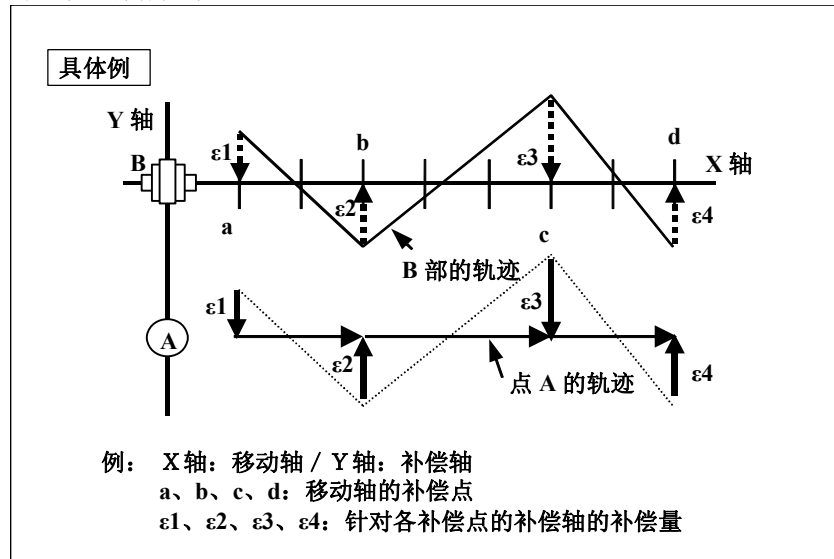 具体例
Y 轴
B
ε1
b
ε3
d
X 轴
ε2
ε4
a
c
B 部的轨迹
ε1
ε3
A
ε2
ε4
点 A 的轨迹
例： X轴：移动轴 / Y轴：补偿轴
a、b、c、d：移动轴的补偿点
ε1、ε2、ε3、ε4：针对各补偿点的补偿轴的补偿量